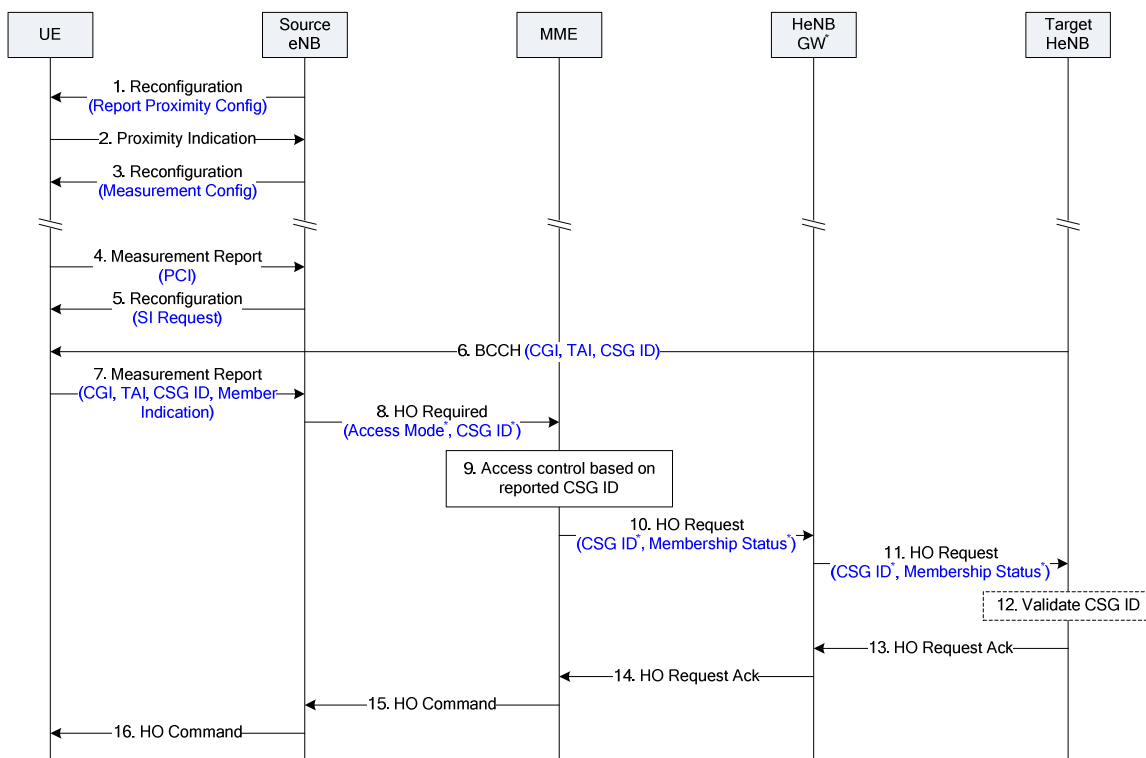 UE
Source
eNB
MME
HeNB
GW*
Target
HeNB
1. Reconfiguration
(Report Proximity Config)
2. Proximity Indication
3. Reconfiguration
(Measurement Config)
4. Measurement Report
(PCI)
5. Reconfiguration
(SI Request)
6. BCCH (CGI, TAI, CSG ID)
7. Measurement Report
(CGI, TAI, CSG ID, Member
Indication)
8. HO Required
(Access Mode*, CSG ID*)
9. Access control based on
reported CSG ID
10. HO Request
(CSG ID*, Membership Status*)
11. HO Request
(CSG ID*, Membership Status*)
12. Validate CSG ID
13. HO Request Ack
14. HO Request Ack
15. HO Command
16. HO Command